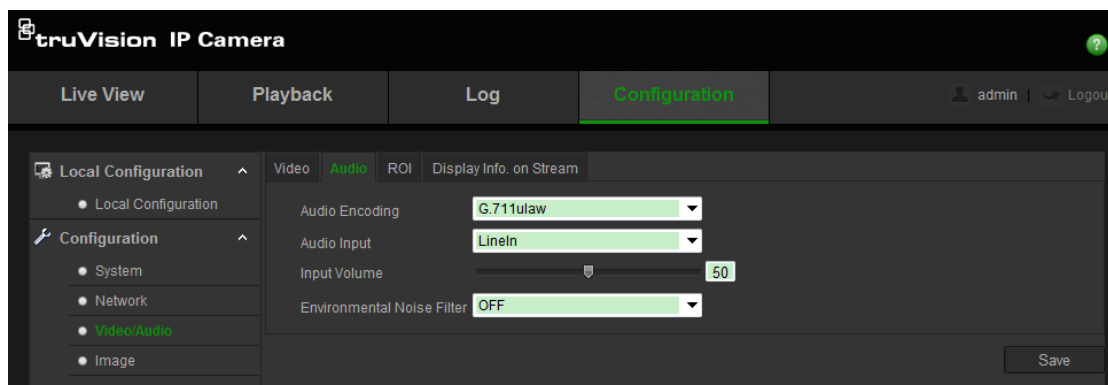 truVision IP Camera
?
Live View Playback Log Configuration admin | Logou
Local Configuration
Local Configuration
Configuration
System
Network
Video/Audio
Image
Video Audio ROI Display Info. on Stream
Audio Encoding G.711ulaw
Audio Input LineIn
Input Volume 50
Environmental Noise Filter OFF
Save